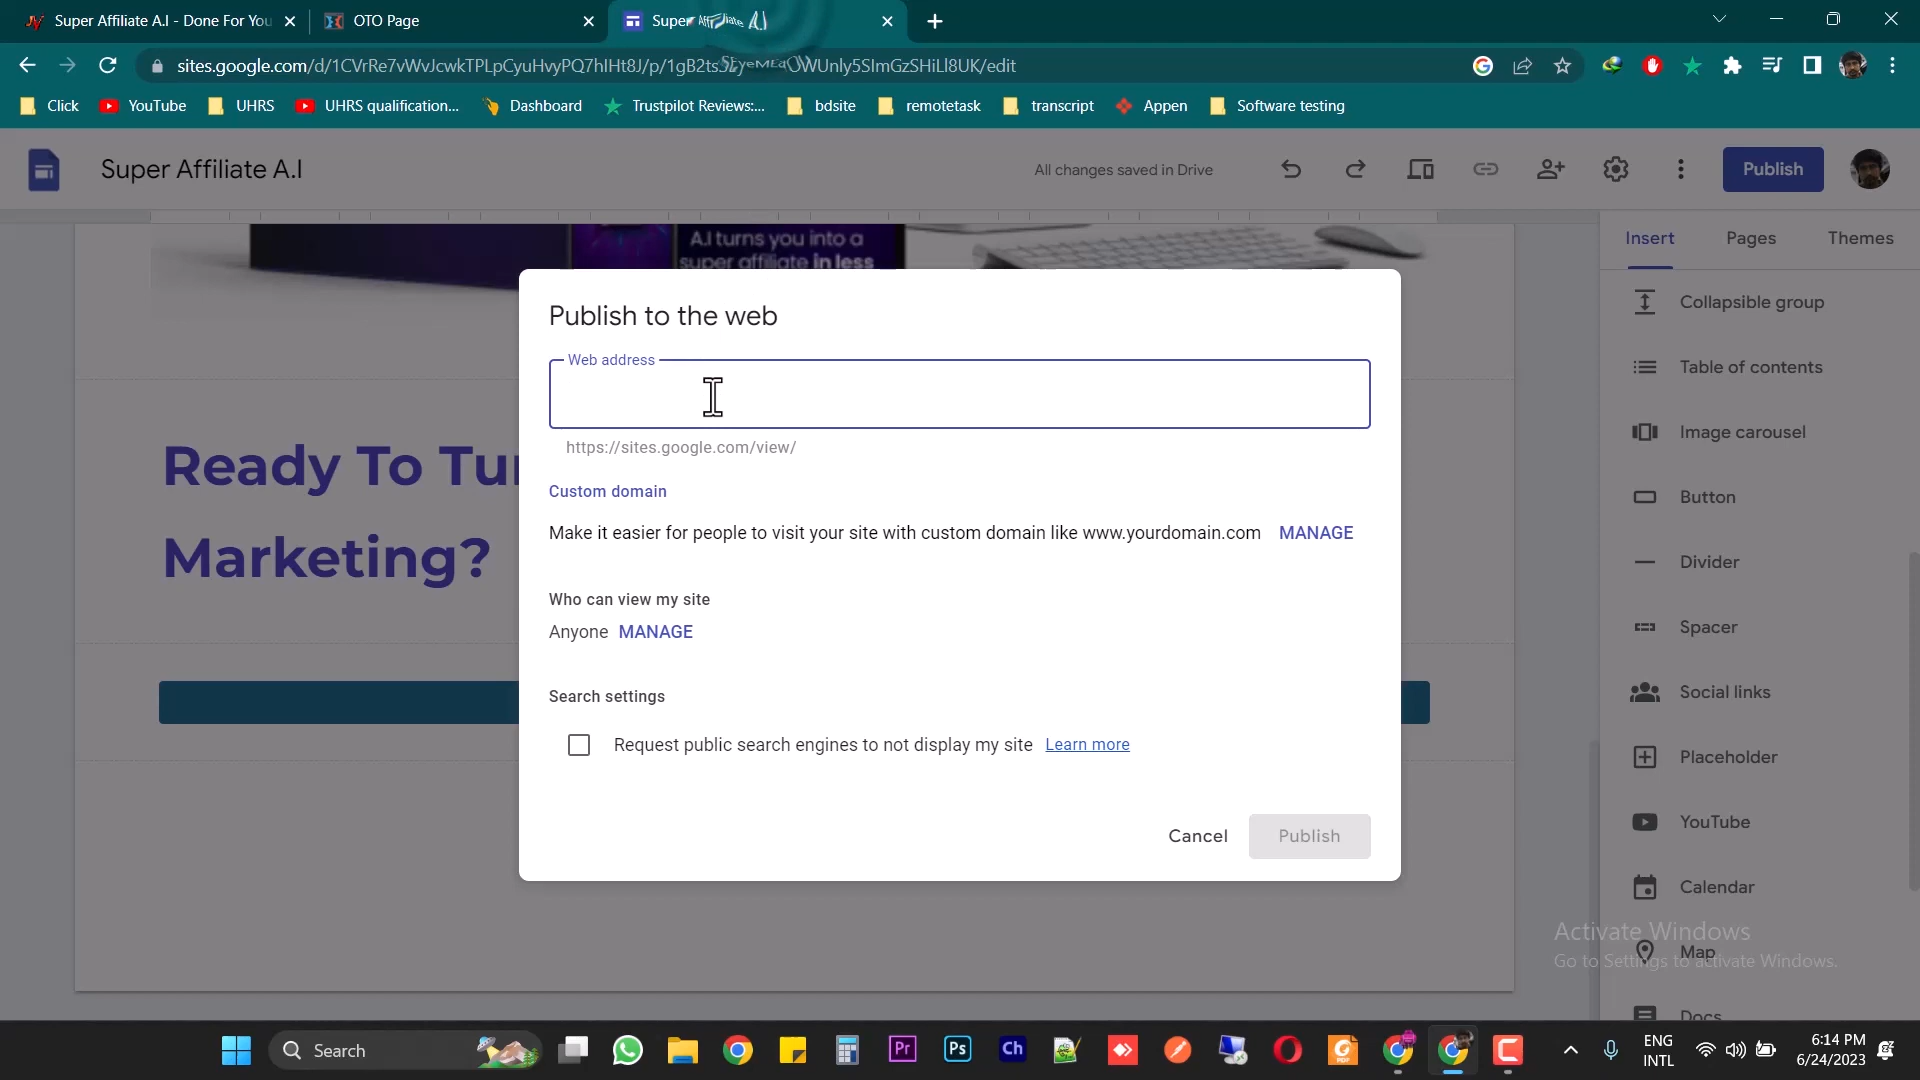 Super Affiliate A.I - Done For You
OTO Page
Super Affiliate A.I
sites.google.com/d/1CVrRe7vWvJcwkTPLpCyuHvyPQ7hIHt8J/p/
Click
YouTube
UHRS
UHRS qualification...
Dashboard
Trustpilot Reviews:...
bdsite
remotetask
transcript
Appen
Software testing
Super Affiliate A.I
All changes saved in Drive
Publish
A.I turns you into a
super affiliate in less
Insert
Pages
Themes
Collapsible group
Table of contents
Image carousel
Button
Divider
Spacer
Social links
Placeholder
YouTube
Calendar
Map
Docs
Ready To Tur
Marketing?
Publish to the web
Web address
https://sites.google.com/view/
Custom domain
Make it easier for people to visit your site with custom domain like www.yourdomain.com MANAGE
Who can view my site
Anyone MANAGE
Search settings
Request public search engines to not display my site Learn more
Cancel
Publish
Activate Windows
Go to Settings to activate Windows.
Search
Pr
Ps
Ch
ENG
INTL
6:14 PM
6/24/2023